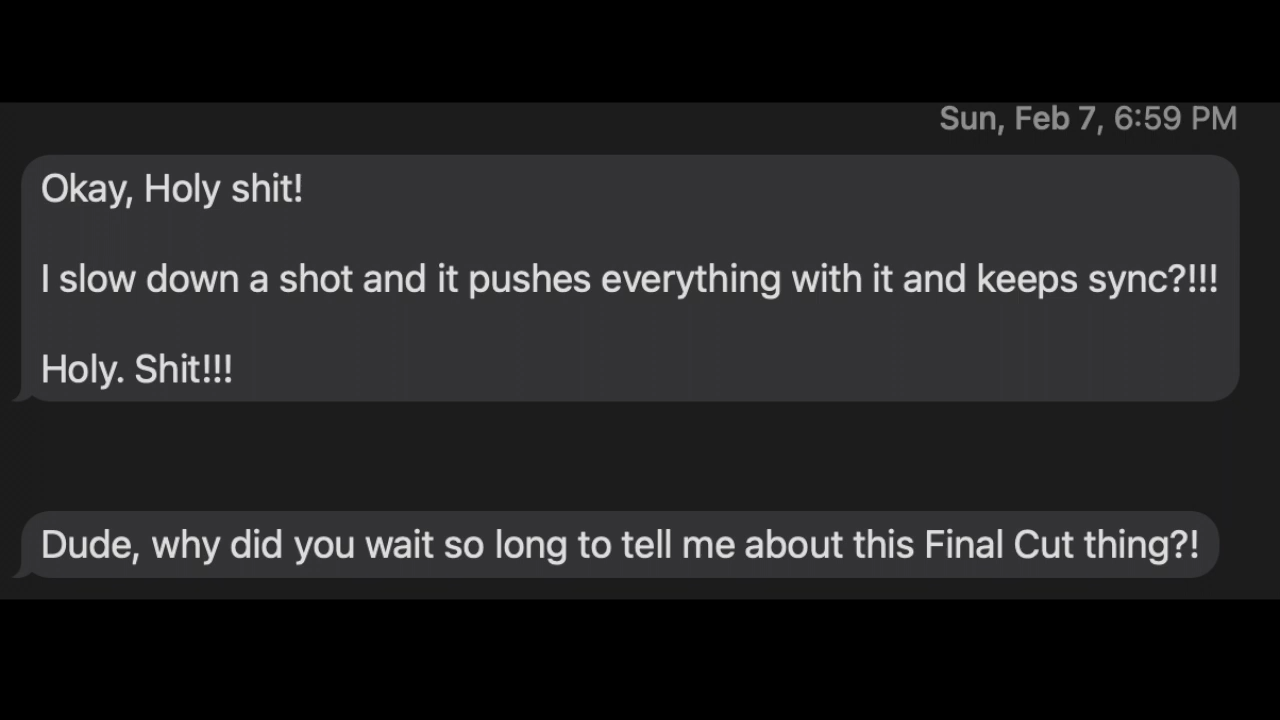 Sun, Feb 7, 6:59 PM
Okay, Holy shit!
I slow down a shot and it pushes everything with it and keeps sync?!!!
Holy. Shit!!!
Dude, why did you wait so long to tell me about this Final Cut thing?!